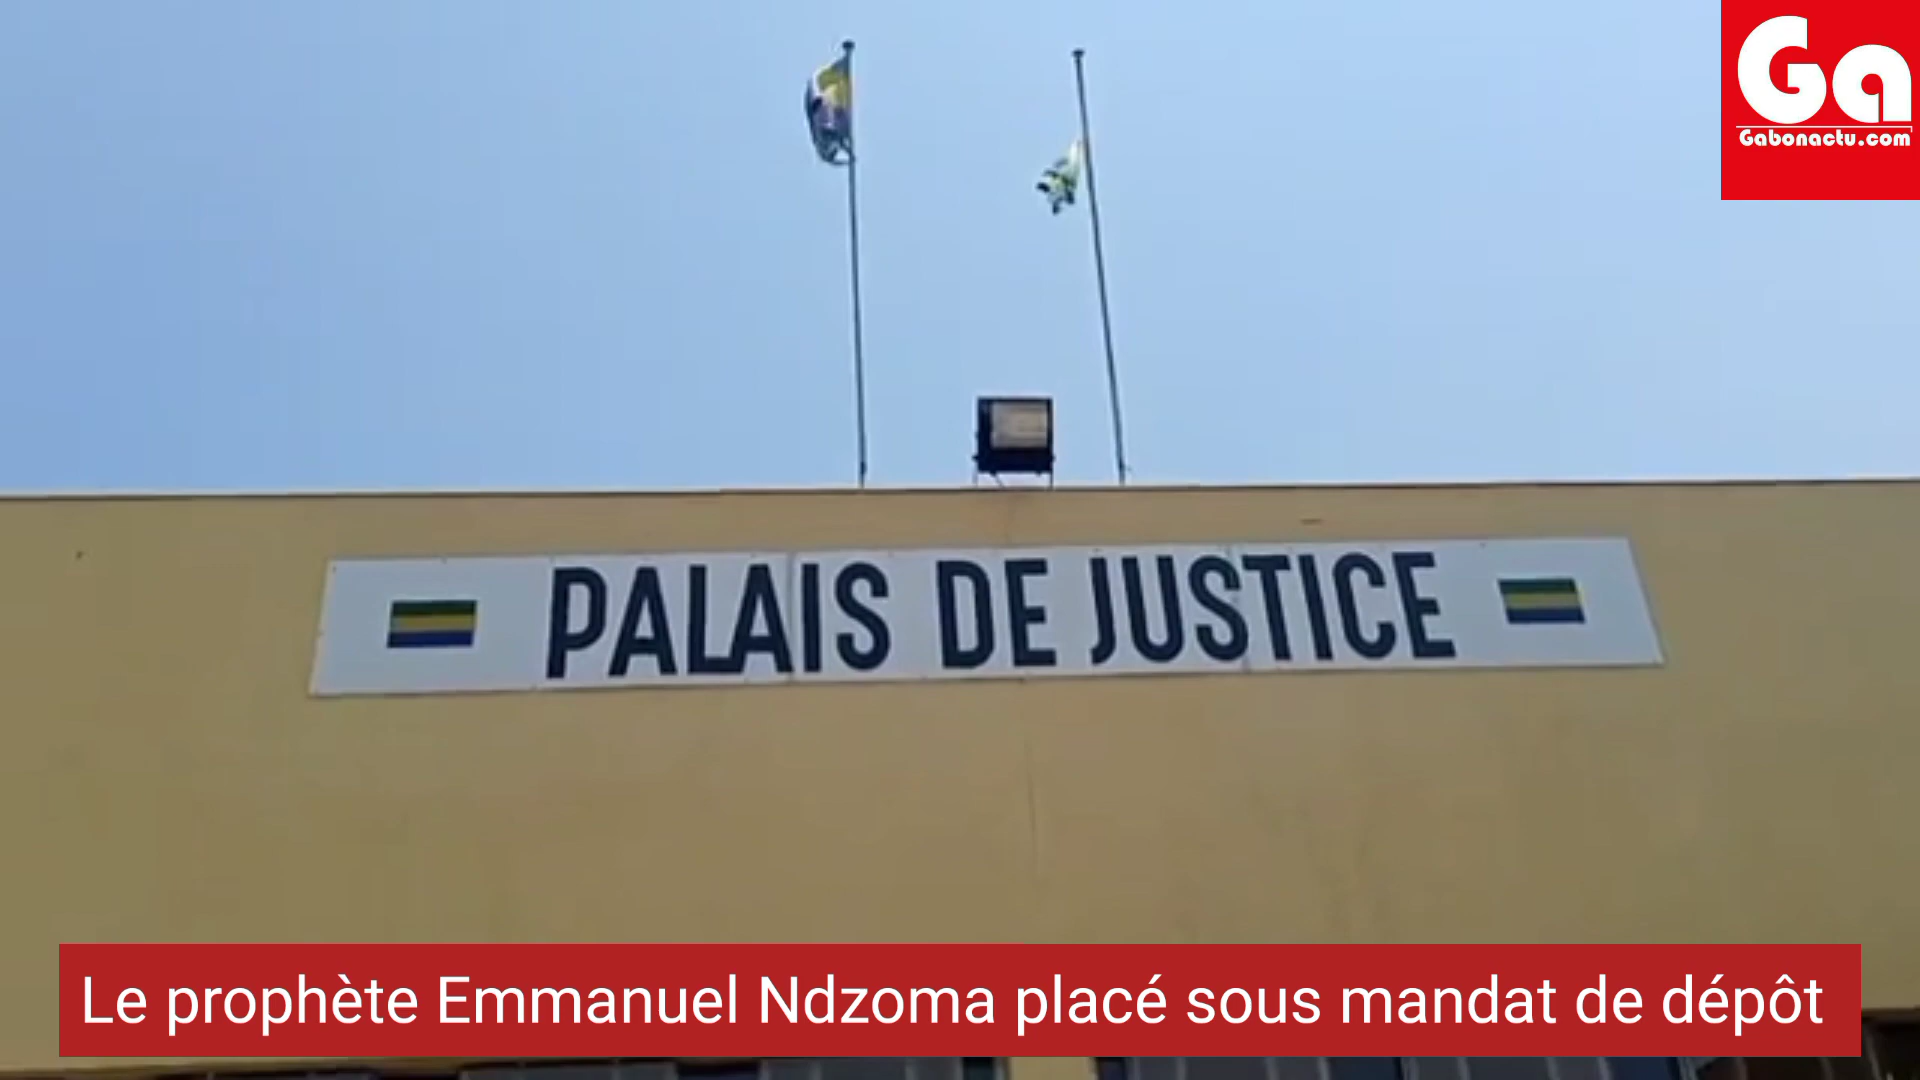 Ga
Gabonactu.com
PALAIS DE JUSTICE
Le prophète Emmanuel Ndzoma placé sous mandat de dépôt